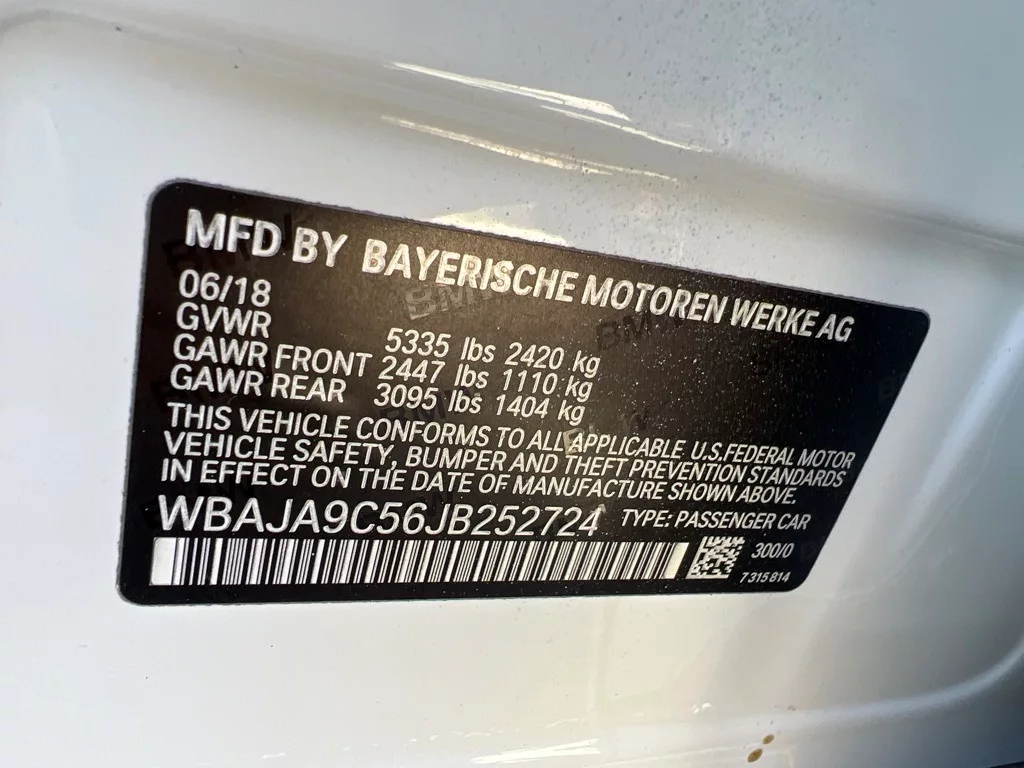 MFD BY BAYERISCHE MOTOREN WERKE AG
06/18
GVWR 5335 lbs 2420 kg
GAWR FRONT 2447 lbs 1110 kg
GAWR REAR 3095 lbs 1404 kg
THIS VEHICLE CONFORMS TO ALL APPLICABLE U.S.FEDERAL MOTOR
VEHICLE SAFETY, BUMPER AND THEFT PREVENTION STANDARDS
IN EFFECT ON THE DATE OF MANUFACTURE SHOWN ABOVE.
WBAJA9C56JB252724 TYPE: PASSENGER CAR
300/0
7315814